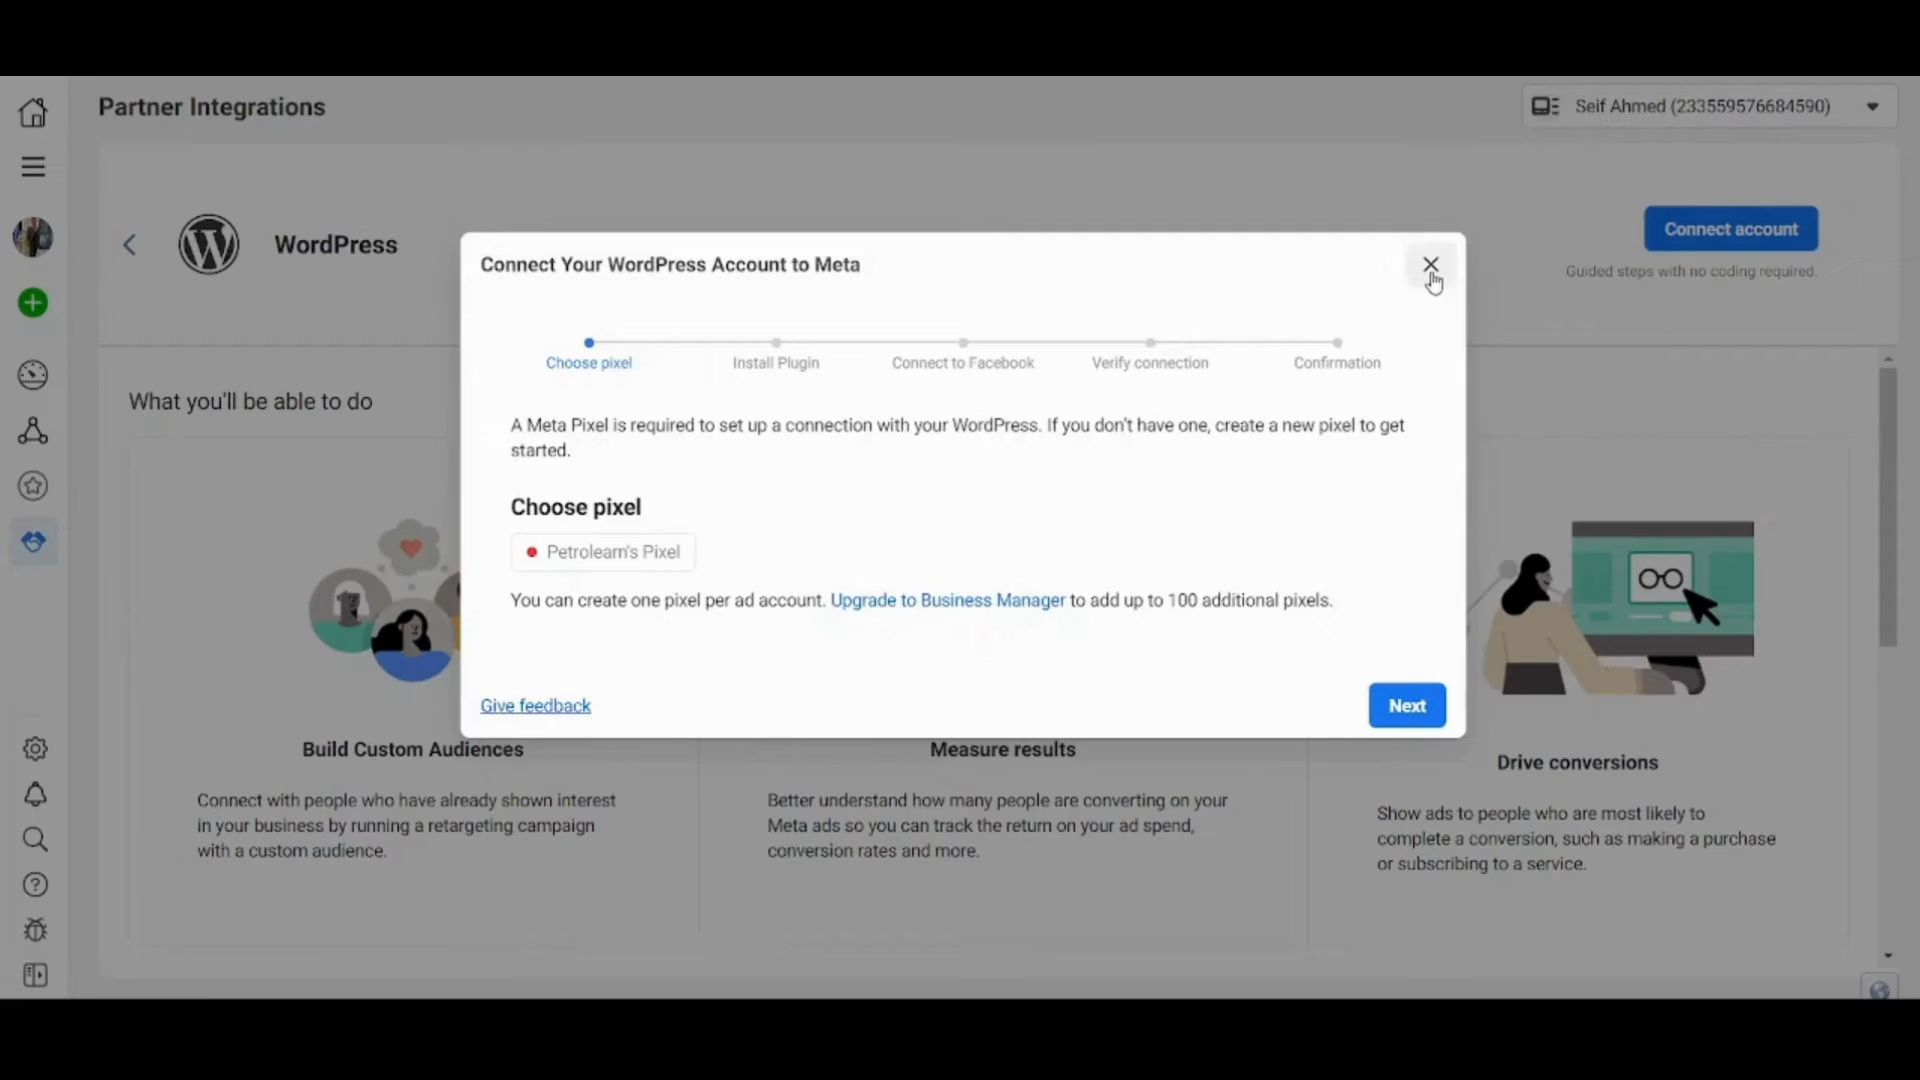 Partner Integrations
Seif Ahmed (233559576684590)
WordPress
Connect account
Guided steps with no coding required.
Connect Your WordPress Account to Meta
Choose pixel
Install Plugin
Connect to Facebook
Verify connection
Confirmation
What you'll be able to do
A Meta Pixel is required to set up a connection with your WordPress. If you don't have one, create a new pixel to get
started.
Choose pixel
Petrolearn's Pixel
You can create one pixel per ad account. Upgrade to Business Manager to add up to 100 additional pixels.
Give feedback
Next
Build Custom Audiences
Connect with people who have already shown interest
in your business by running a retargeting campaign
with a custom audience.
Measure results
Better understand how many people are converting on your
Meta ads so you can track the return on your ad spend,
conversion rates and more.
Drive conversions
Show ads to people who are most likely to
complete a conversion, such as making a purchase
or subscribing to a service.